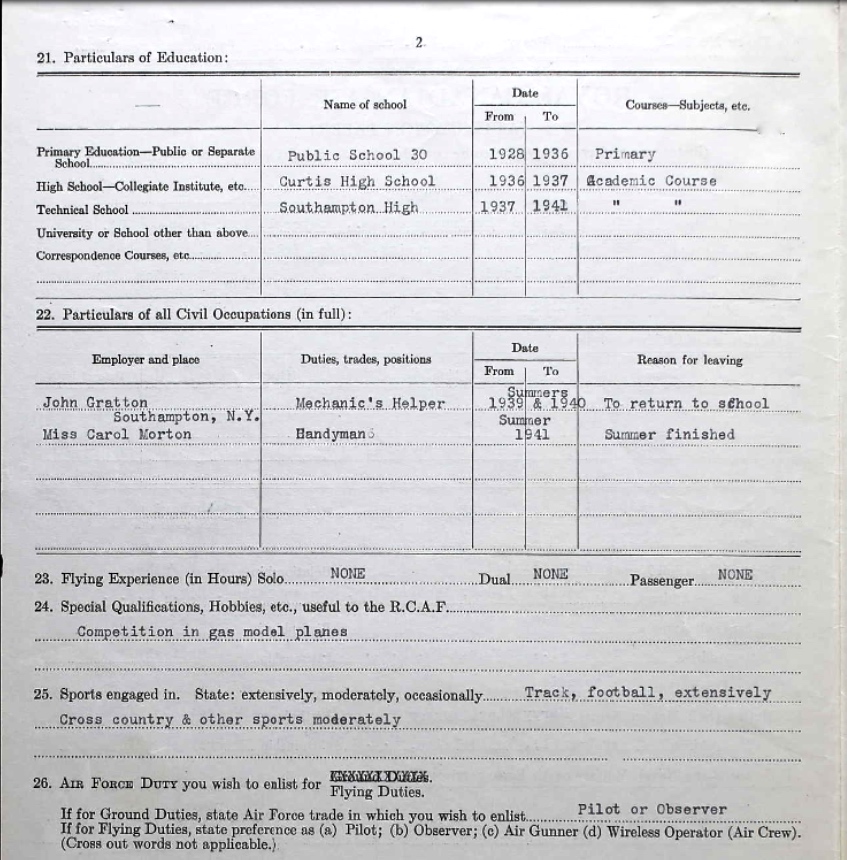 2
21. Particulars of Education:
— Name of school Date Courses—Subjects, etc.
From To
Primary Education—Public or Separate
School Public School 30 1928 1936 Primary
High School—Collegiate Institute, etc. Curtis High School 1936 1937 Academic Course
Technical School Southampton High 1937 1941 " "
University or School other than above
Correspondence Courses, etc.
22. Particulars of all Civil Occupations (in full):
Employer and place Duties, trades, positions Date Reason for leaving
From To
Summers
John Gratton Mechanic's Helper 1939 & 1940 To return to school
Southampton, N.Y. Summer
Miss Carol Morton Handyman 1941 Summer finished
23. Flying Experience (in Hours) Solo NONE Dual NONE Passenger NONE
24. Special Qualifications, Hobbies, etc., useful to the R.C.A.F.
Competition in gas model planes
25. Sports engaged in. State: extensively, moderately, occasionally Track, football, extensively
Cross country & other sports moderately
26. AIR FORCE DUTY you wish to enlist for
Flying Duties.
If for Ground Duties, state Air Force trade in which you wish to enlist Pilot or Observer
If for Flying Duties, state preference as (a) Pilot; (b) Observer; (c) Air Gunner (d) Wireless Operator (Air Crew).
(Cross out words not applicable.)